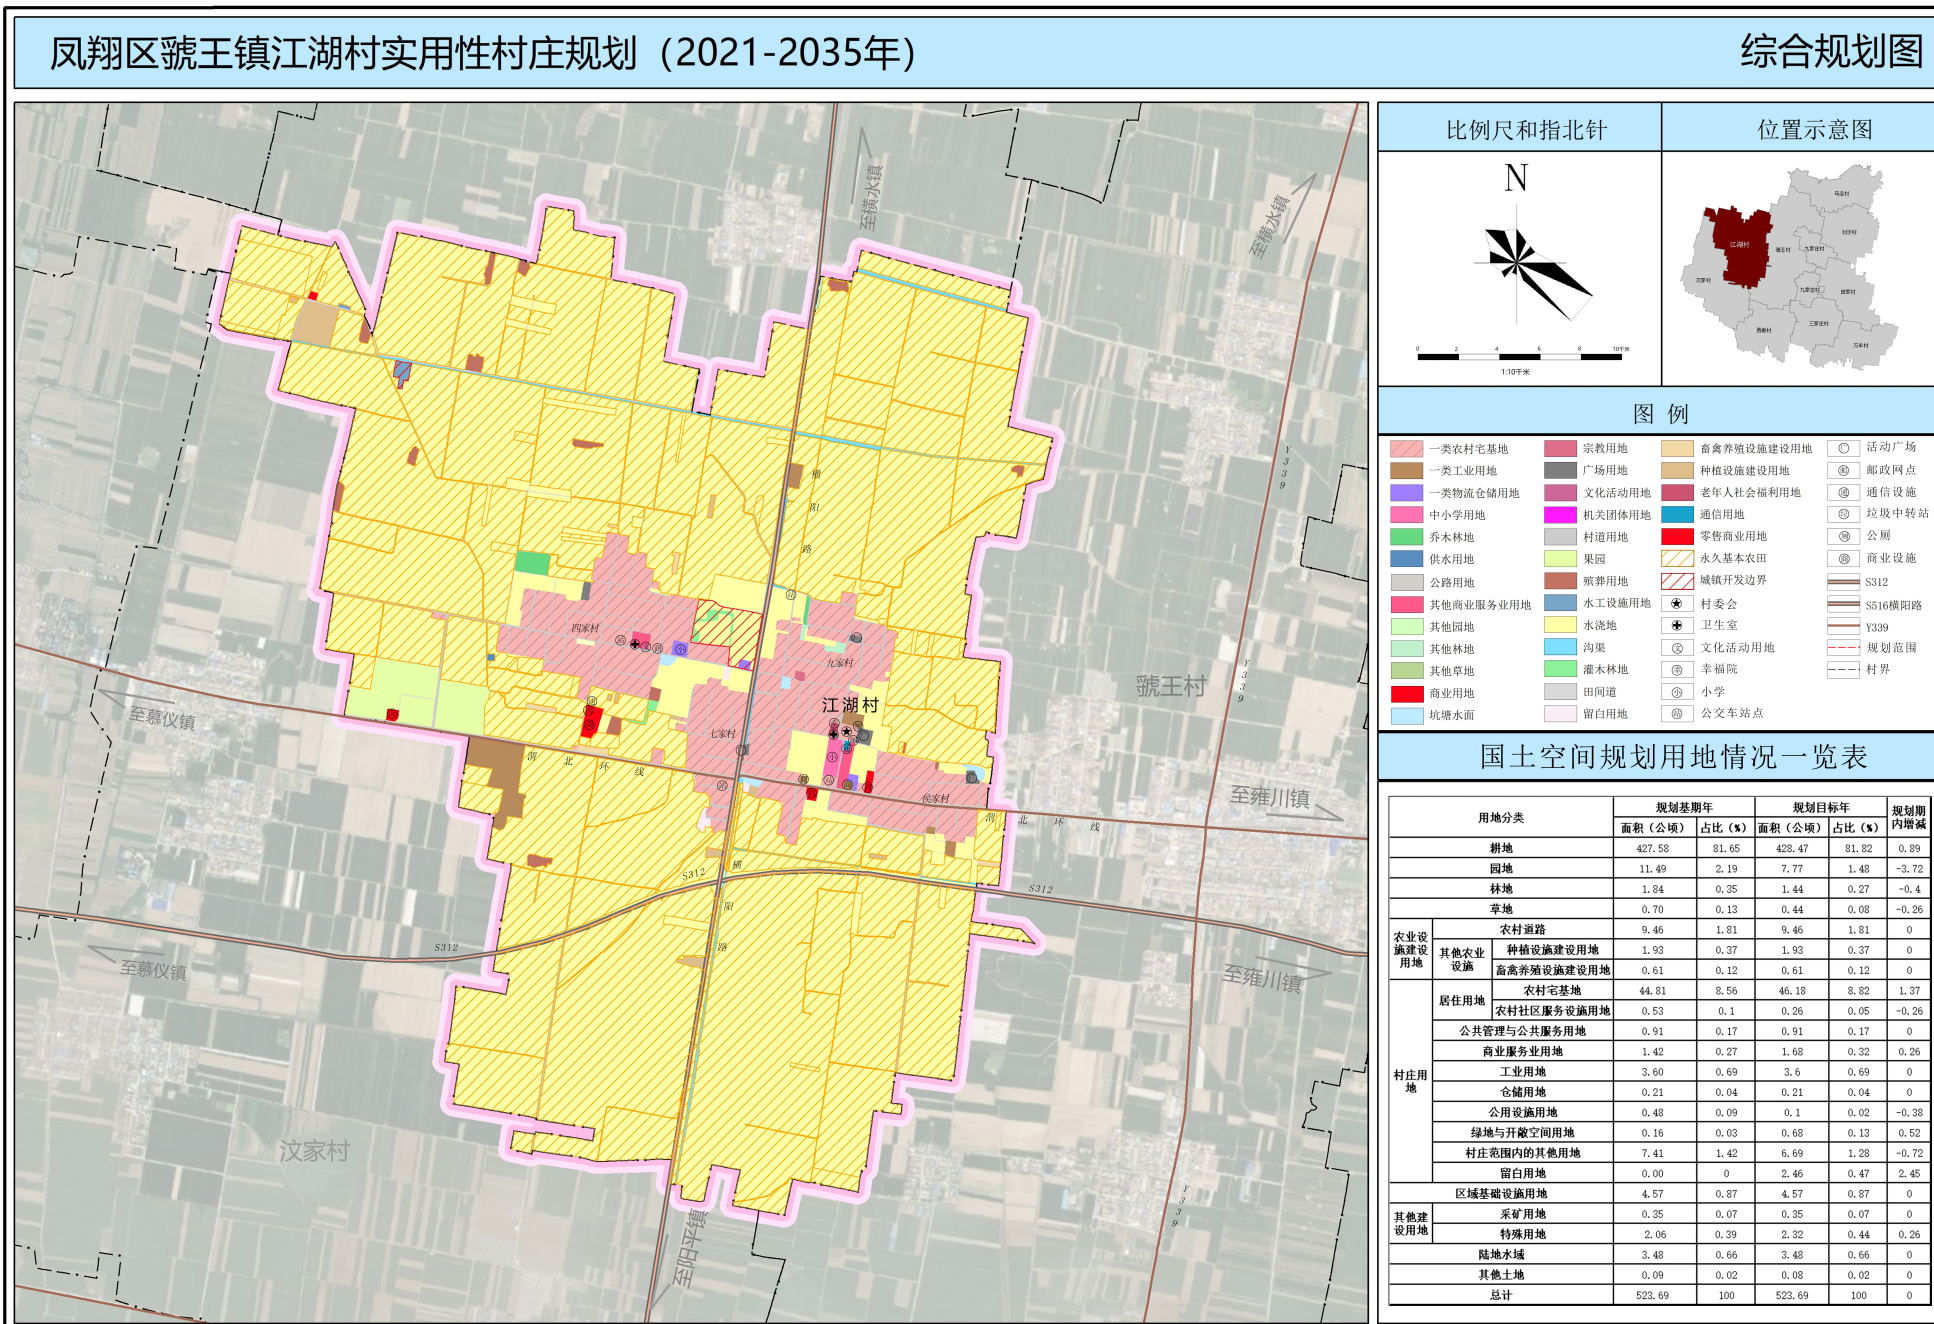 凤翔区虢王镇江湖村实用性村庄规划（2021-2035年）
综合规划图
至横水镇
至横水镇
横
阳
路
Y339
Y339
四家村
九家村
江湖村
七家村
侯家村
虢王村
至慕仪镇
渭 北 环 线
渭 北 环 线
至雍川镇
S312
S312
S312
横
阳
路
至慕仪镇
至雍川镇
汶家村
Y339
至阳平镇
比例尺和指北针
位置示意图
N
0 2 4 6 8 10千米
1:10千米
江湖村
图 例
一类农村宅基地
一类工业用地
一类物流仓储用地
中小学用地
乔木林地
供水用地
公路用地
其他商业服务业用地
其他园地
其他林地
其他草地
商业用地
坑塘水面
宗教用地
广场用地
文化活动用地
机关团体用地
村道用地
果园
殡葬用地
水工设施用地
水浇地
沟渠
灌木林地
田间道
留白用地
畜禽养殖设施建设用地
种植设施建设用地
老年人社会福利用地
通信用地
零售商业用地
永久基本农田
城镇开发边界
村委会
卫生室
文化活动用地
幸福院
小学
公交车站点
活动广场
邮政网点
通信设施
垃圾中转站
公厕
商业设施
S312
S516横阳路
Y339
规划范围
村界
国土空间规划用地情况一览表
用地分类 规划基期年 规划目标年 规划期内增减
面积（公顷） 占比（%） 面积（公顷） 占比（%）
耕地 427.58 81.65 428.47 81.82 0.89
园地 11.49 2.19 7.77 1.48 -3.72
林地 1.84 0.35 1.44 0.27 -0.4
草地 0.70 0.13 0.44 0.08 -0.26
农业设施建设用地 农村道路 9.46 1.81 9.46 1.81 0
其他农业设施 种植设施建设用地 1.93 0.37 1.93 0.37 0
畜禽养殖设施建设用地 0.61 0.12 0.61 0.12 0
村庄用地 居住用地 农村宅基地 44.81 8.56 46.18 8.82 1.37
农村社区服务设施用地 0.53 0.1 0.26 0.05 -0.26
公共管理与公共服务用地 0.91 0.17 0.91 0.17 0
商业服务业用地 1.42 0.27 1.68 0.32 0.26
工业用地 3.60 0.69 3.6 0.69 0
仓储用地 0.21 0.04 0.21 0.04 0
公用设施用地 0.48 0.09 0.1 0.02 -0.38
绿地与开敞空间用地 0.16 0.03 0.68 0.13 0.52
村庄范围内的其他用地 7.41 1.42 6.69 1.28 -0.72
留白用地 0.00 0 2.46 0.47 2.45
区域基础设施用地 4.57 0.87 4.57 0.87 0
其他建设用地 采矿用地 0.35 0.07 0.35 0.07 0
特殊用地 2.06 0.39 2.32 0.44 0.26
陆地水域 3.48 0.66 3.48 0.66 0
其他土地 0.09 0.02 0.08 0.02 0
总计 523.69 100 523.69 100 0